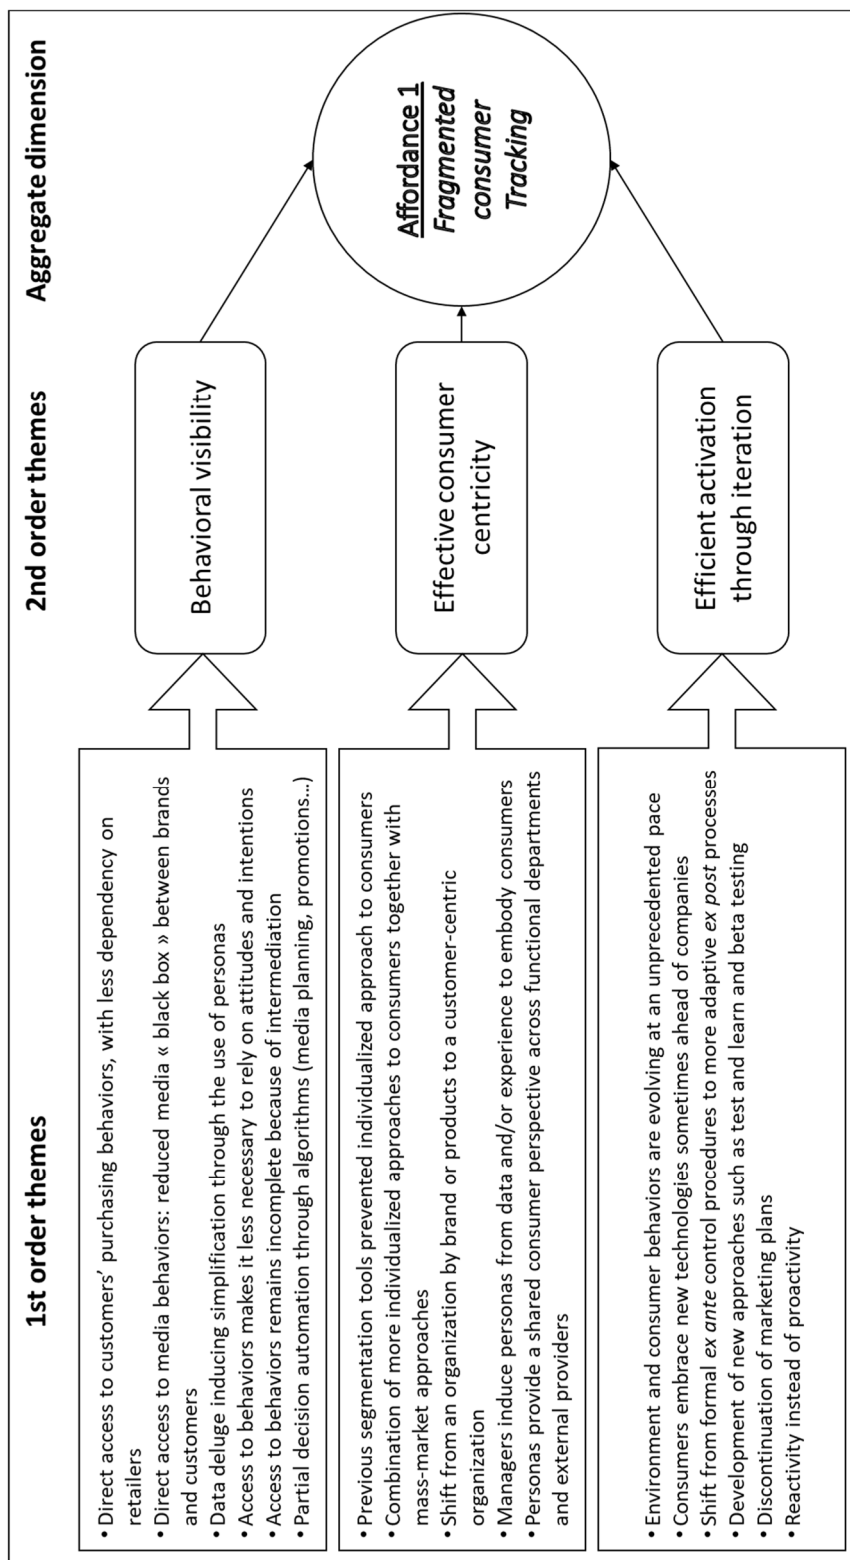 1st order themes
2nd order themes
Aggregate dimension
• Direct access to customers’ purchasing behaviors, with less dependency on
retailers
• Direct access to media behaviors: reduced media « black box » between brands
and customers
• Data deluge inducing simplification through the use of personas
• Access to behaviors makes it less necessary to rely on attitudes and intentions
• Access to behaviors remains incomplete because of intermediation
• Partial decision automation through algorithms (media planning, promotions…)
Behavioral visibility
• Previous segmentation tools prevented individualized approach to consumers
• Combination of more individualized approaches to consumers together with
mass-market approaches
• Shift from an organization by brand or products to a customer-centric
organization
• Managers induce personas from data and/or experience to embody consumers
• Personas provide a shared consumer perspective across functional departments
and external providers
Effective consumer
centricity
• Environment and consumer behaviors are evolving at an unprecedented pace
• Consumers embrace new technologies sometimes ahead of companies
• Shift from formal ex ante control procedures to more adaptive ex post processes
• Development of new approaches such as test and learn and beta testing
• Discontinuation of marketing plans
• Reactivity instead of proactivity
Efficient activation
through iteration
Affordance 1
Fragmented
consumer
Tracking